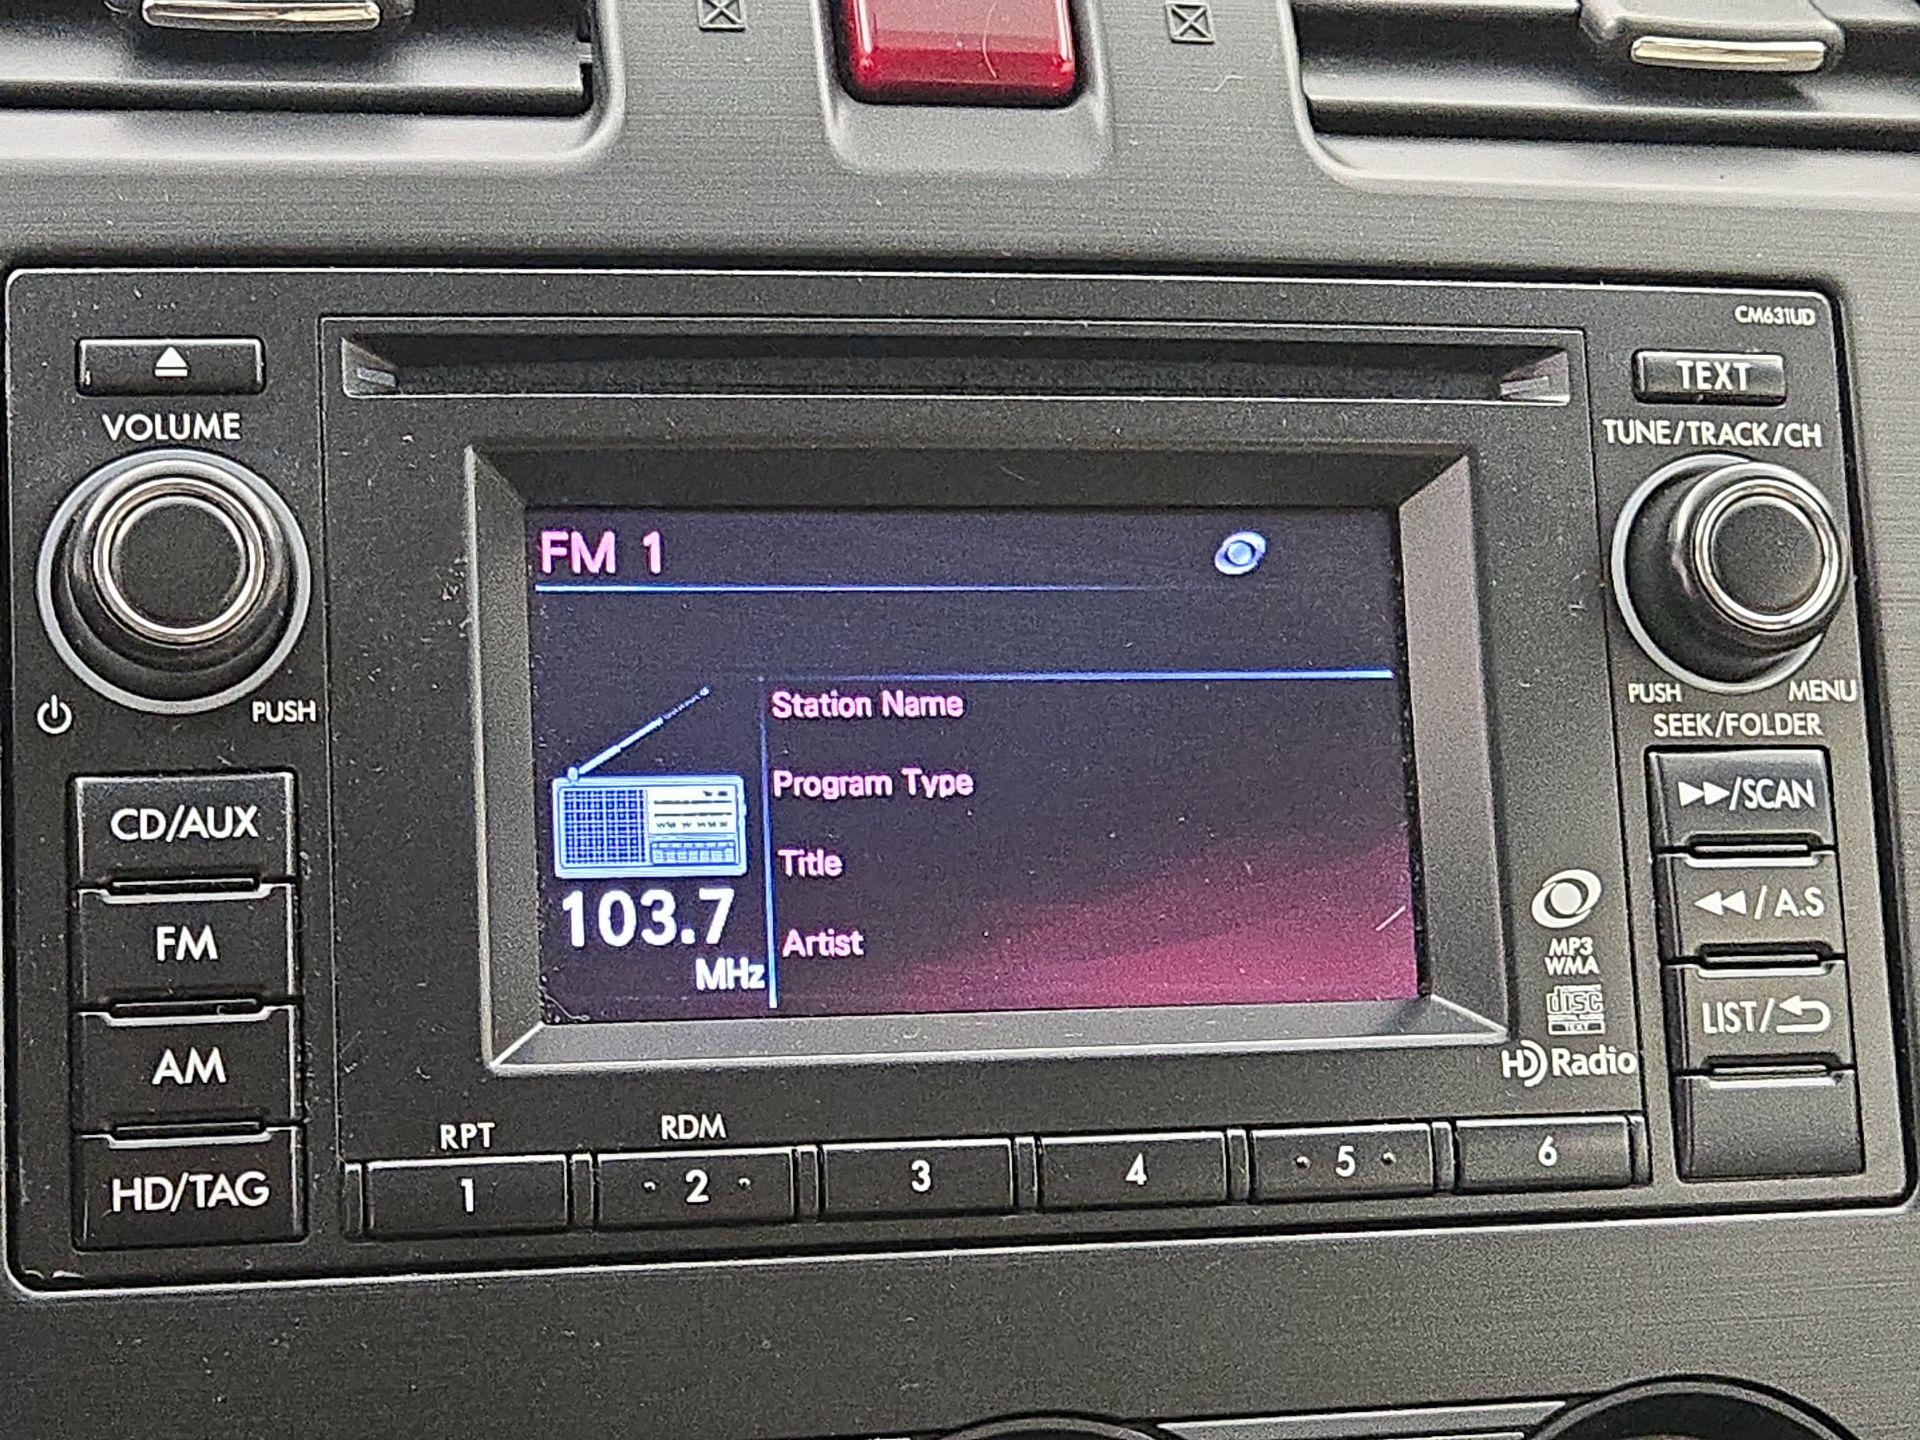 CM631UD
VOLUME
PUSH
TEXT
TUNE/TRACK/CH
PUSH
MENU
SEEK/FOLDER
FM 1
Station Name
Program Type
Title
Artist
103.7
MHz
CD/AUX
FM
AM
HD/TAG
/SCAN
/A.S
LIST/
MP3
WMA
disc
TEXT
HD Radio
RPT
RDM
1
2
3
4
5
6